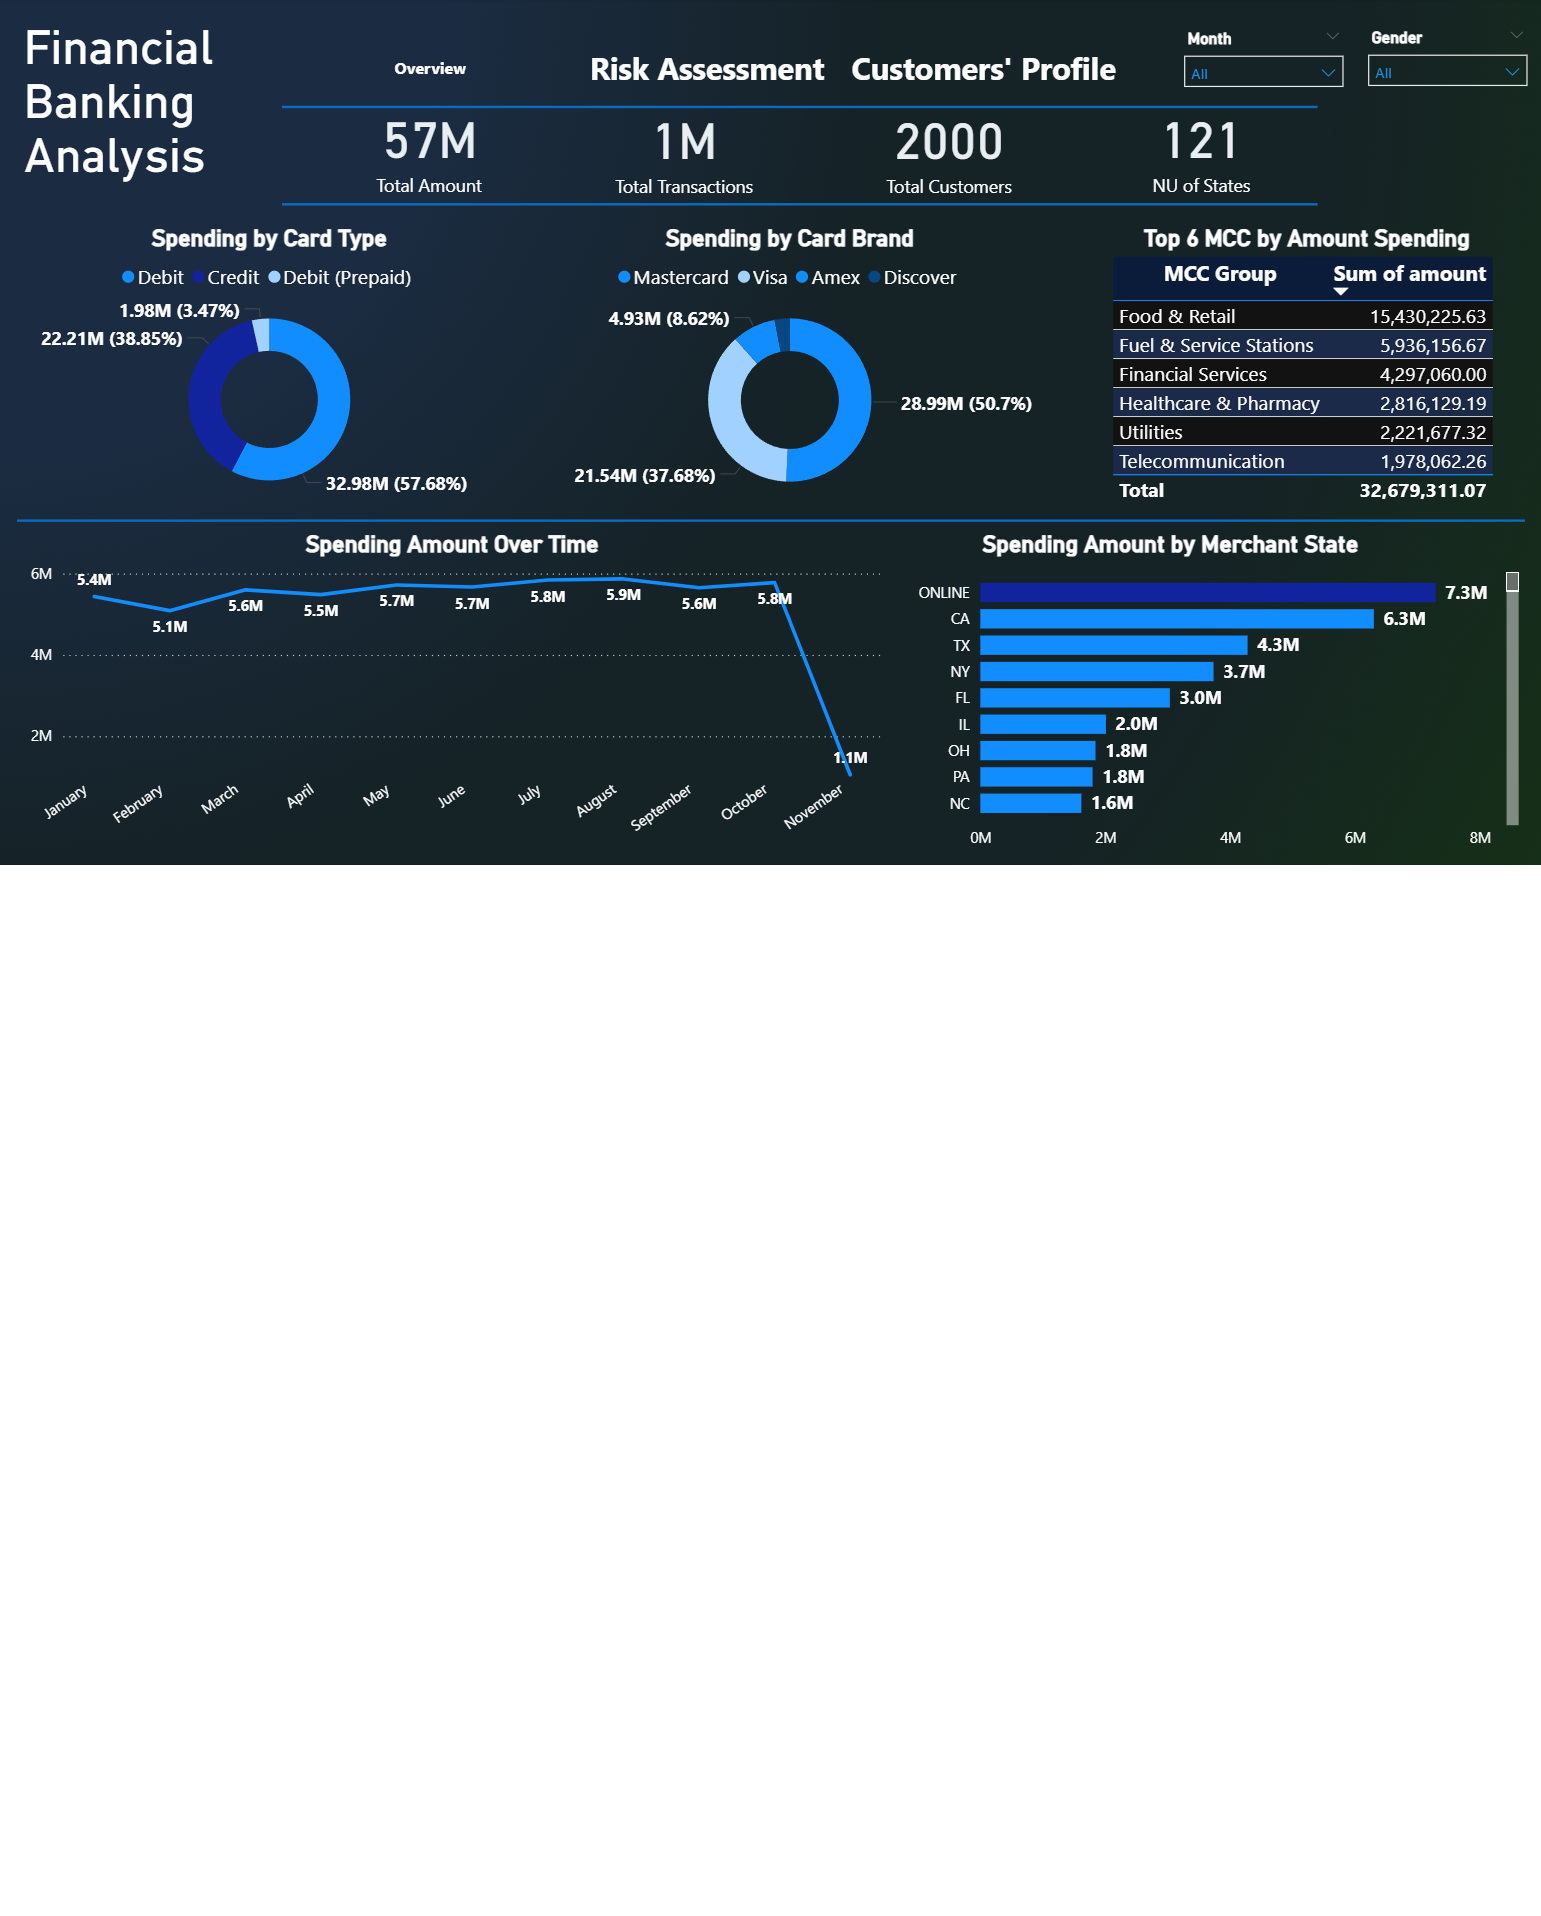 Financial
Banking
Analysis
Overview
Risk Assessment
Customers' Profile
Month
All
Gender
All
57M
Total Amount
1M
Total Transactions
2000
Total Customers
121
NU of States
Spending by Card Type
Debit Credit Debit (Prepaid)
1.98M (3.47%)
22.21M (38.85%)
32.98M (57.68%)
Spending by Card Brand
Mastercard Visa Amex Discover
4.93M (8.62%)
28.99M (50.7%)
21.54M (37.68%)
Top 6 MCC by Amount Spending
MCC Group Sum of amount
Food & Retail 15,430,225.63
Fuel & Service Stations 5,936,156.67
Financial Services 4,297,060.00
Healthcare & Pharmacy 2,816,129.19
Utilities 2,221,677.32
Telecommunication 1,978,062.26
Total 32,679,311.07
Spending Amount Over Time
6M
4M
2M
5.4M 5.1M 5.6M 5.5M 5.7M 5.7M 5.8M 5.9M 5.6M 5.8M 1.1M
January February March April May June July August September October November
Spending Amount by Merchant State
ONLINE 7.3M
CA 6.3M
TX 4.3M
NY 3.7M
FL 3.0M
IL 2.0M
OH 1.8M
PA 1.8M
NC 1.6M
0M 2M 4M 6M 8M